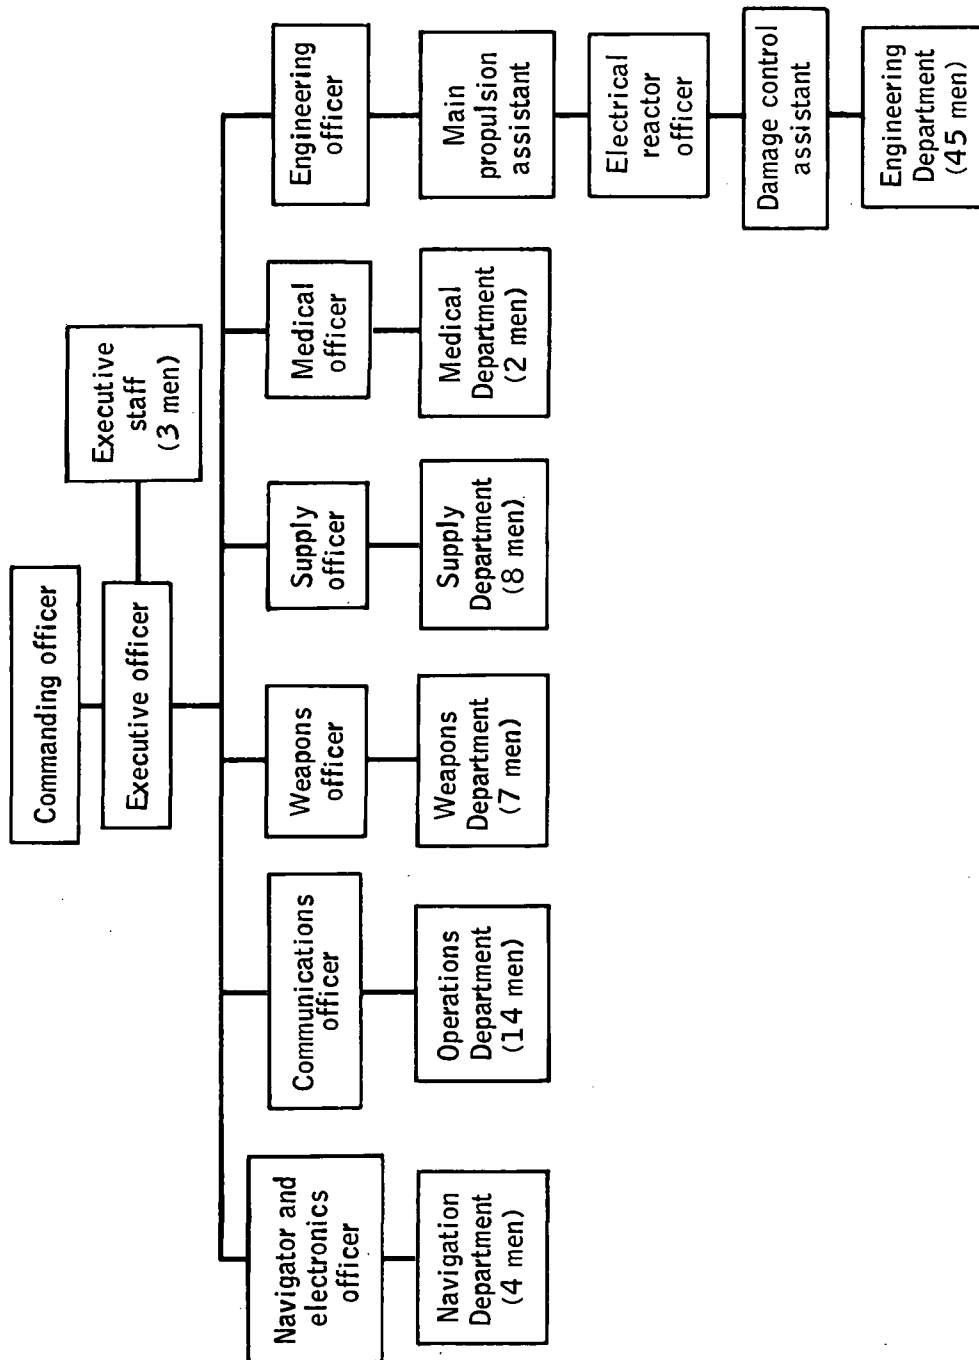 Commanding officer
Executive officer
Executive
staff
(3 men)
Navigator and
electronics
officer
Communications
officer
Weapons
officer
Supply
officer
Medical
officer
Engineering
officer
Navigation
Department
(4 men)
Operations
Department
(14 men)
Weapons
Department
(7 men)
Supply
Department
(8 men)
Medical
Department
(2 men)
Main
propulsion
assistant
Electrical
reactor
officer
Damage control
assistant
Engineering
Department
(45 men)